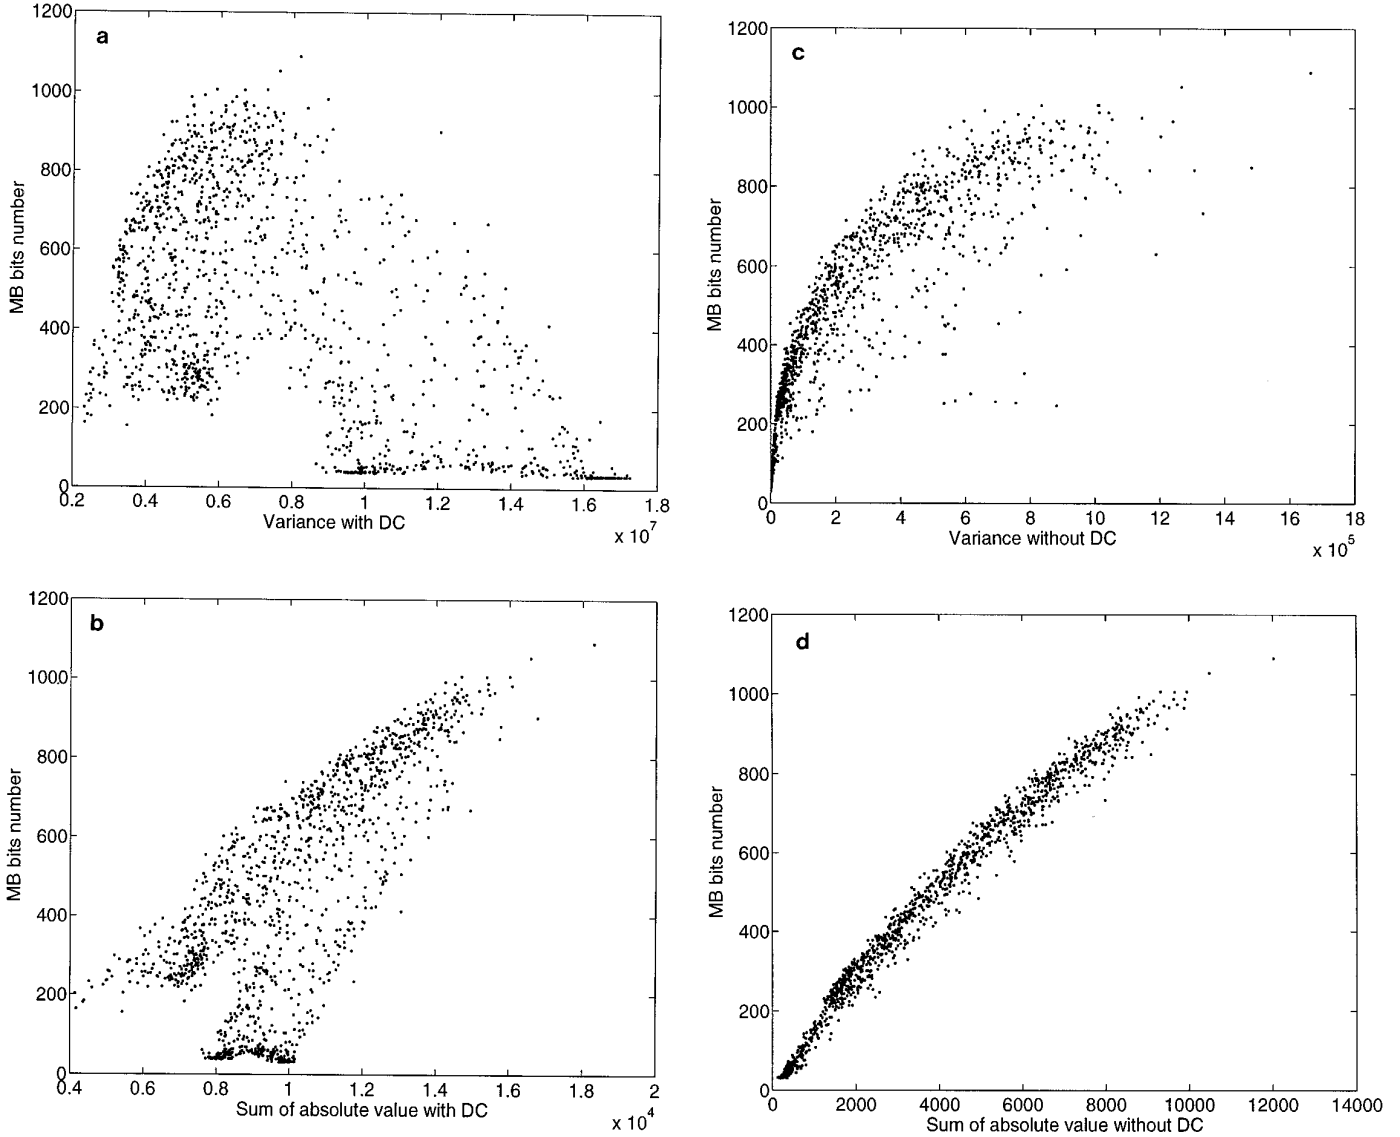 a
1200
1000
800
600
400
200
0
MB bits number
0.2 0.4 0.6 0.8 1 1.2 1.4 1.6 1.8
Variance with DC
x 10^7
c
1200
1000
800
600
400
200
0
MB bits number
0 2 4 6 8 10 12 14 16 18
Variance without DC
x 10^5
b
1200
1000
800
600
400
200
0
MB bits number
0.4 0.6 0.8 1 1.2 1.4 1.6 1.8 2
Sum of absolute value with DC
x 10^4
d
1200
1000
800
600
400
200
0
MB bits number
0 2000 4000 6000 8000 10000 12000 14000
Sum of absolute value without DC